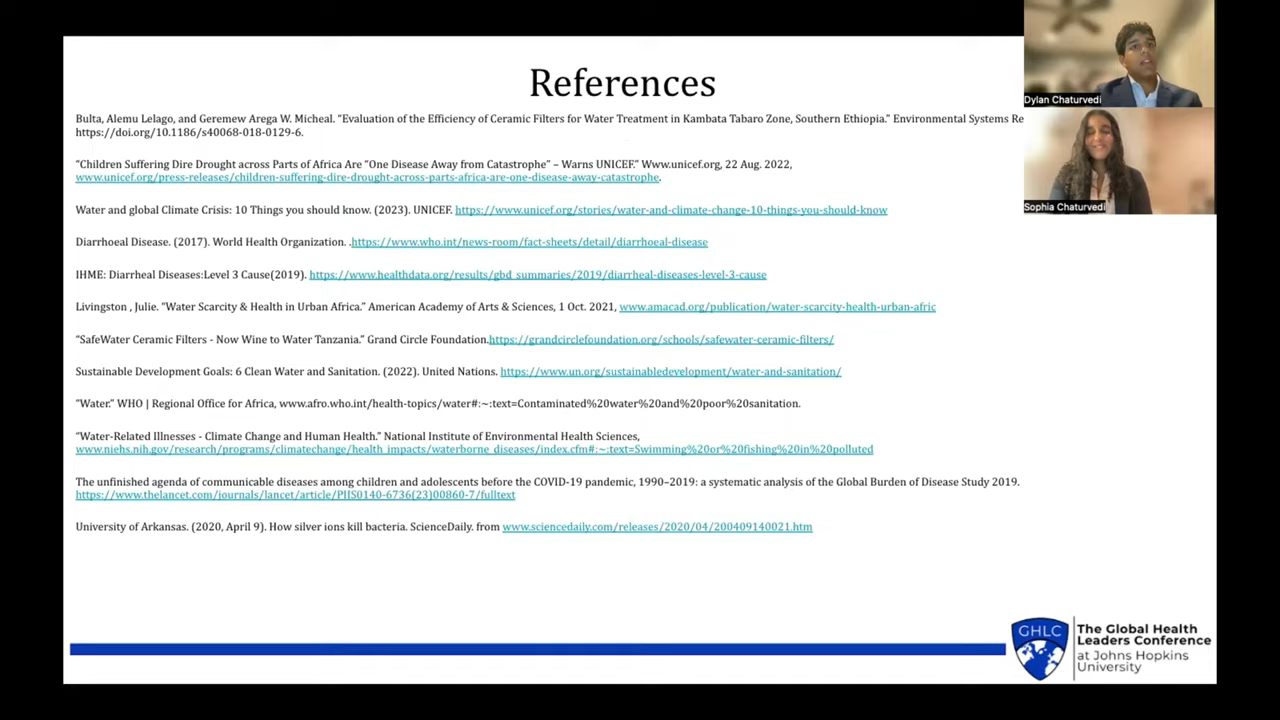 References
Bulta, Alemu Lelago, and Geremew Arega W. Micheal. "Evaluation of the Efficiency of Ceramic Filters for Water Treatment in Kambata Tabaro Zone, Southern Ethiopia." Environmental Systems Re
https://doi.org/10.1186/s40068-018-0129-6.
"Children Suffering Dire Drought across Parts of Africa Are "One Disease Away from Catastrophe" – Warns UNICEF." Www.unicef.org, 22 Aug. 2022,
www.unicef.org/press-releases/children-suffering-dire-drought-across-parts-africa-are-one-disease-away-catastrophe.
Water and global Climate Crisis: 10 Things you should know. (2023). UNICEF. https://www.unicef.org/stories/water-and-climate-change-10-things-you-should-know
Diarrhoeal Disease. (2017). World Health Organization. .https://www.who.int/news-room/fact-sheets/detail/diarrhoeal-disease
IHME: Diarrheal Diseases:Level 3 Cause(2019). https://www.healthdata.org/results/gbd_summaries/2019/diarrheal-diseases-level-3-cause
Livingston , Julie. "Water Scarcity & Health in Urban Africa." American Academy of Arts & Sciences, 1 Oct. 2021, www.amacad.org/publication/water-scarcity-health-urban-afric
"SafeWater Ceramic Filters - Now Wine to Water Tanzania." Grand Circle Foundation.https://grandcirclefoundation.org/schools/safewater-ceramic-filters/
Sustainable Development Goals: 6 Clean Water and Sanitation. (2022). United Nations. https://www.un.org/sustainabledevelopment/water-and-sanitation/
"Water." WHO | Regional Office for Africa, www.afro.who.int/health-topics/water#:~:text=Contaminated%20water%20and%20poor%20sanitation.
"Water-Related Illnesses - Climate Change and Human Health." National Institute of Environmental Health Sciences,
www.niehs.nih.gov/research/programs/climatechange/health_impacts/waterborne_diseases/index.cfm#:~:text=Swimming%20or%20fishing%20in%20polluted
The unfinished agenda of communicable diseases among children and adolescents before the COVID-19 pandemic, 1990–2019: a systematic analysis of the Global Burden of Disease Study 2019.
https://www.thelancet.com/journals/lancet/article/PIIS0140-6736(23)00860-7/fulltext
University of Arkansas. (2020, April 9). How silver ions kill bacteria. ScienceDaily. from www.sciencedaily.com/releases/2020/04/200409140021.htm
Dylan Chaturvedi
Sophia Chaturvedi
GHLC
The Global Health
Leaders Conference
at Johns Hopkins
University